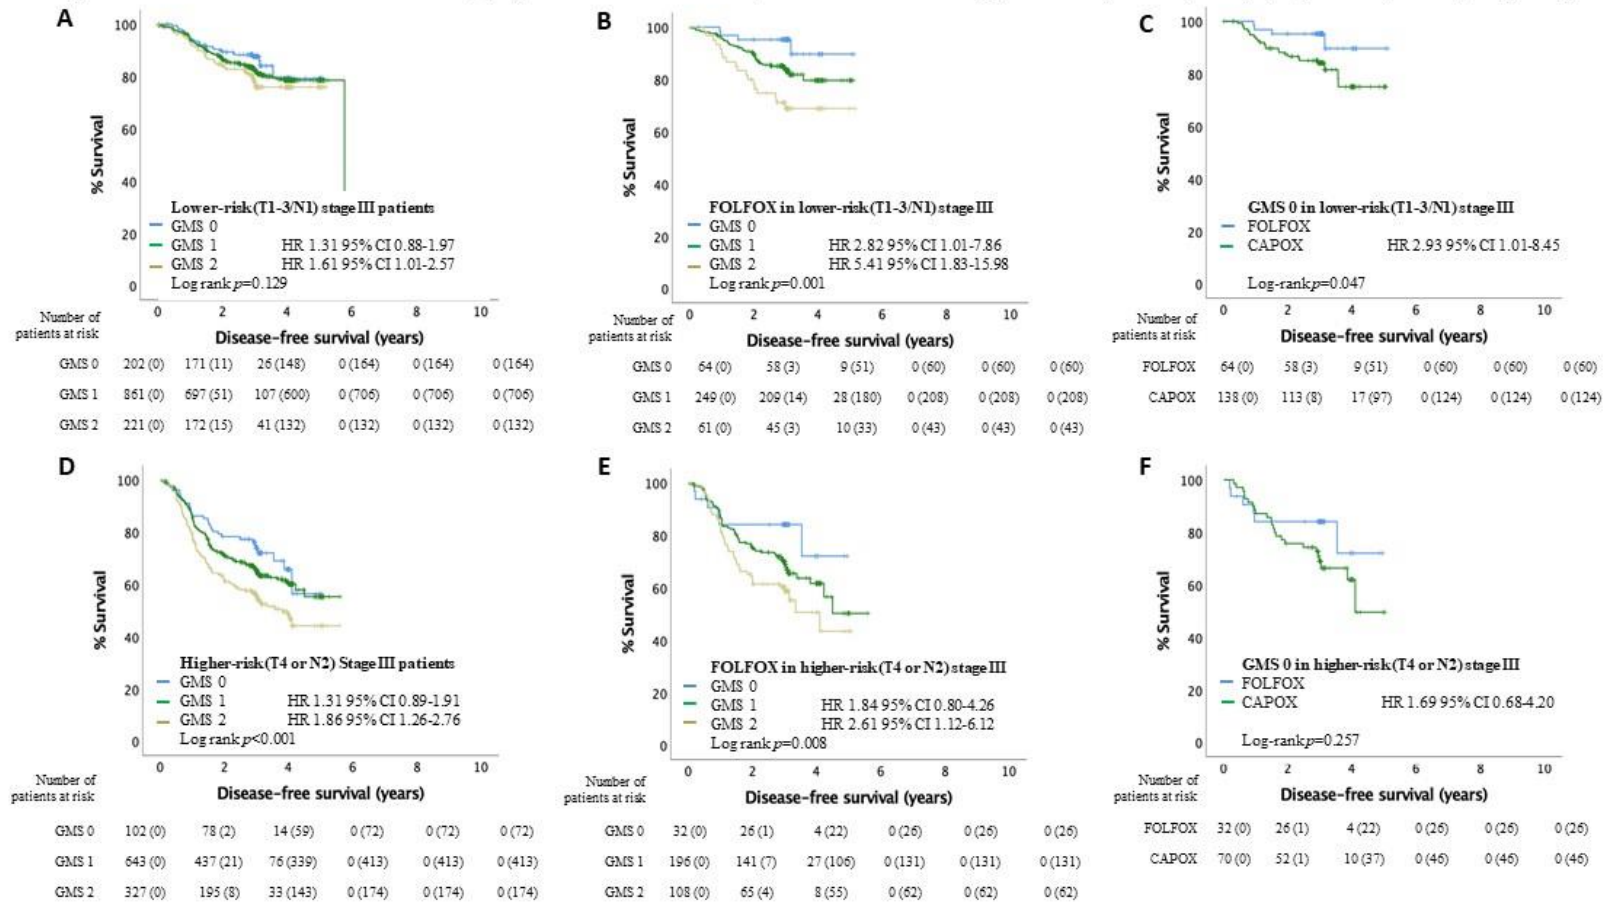 A
100
80
60
40
20
0
% Survival
Lower-risk (T1-3/N1) stage III patients
GMS 0
GMS 1 HR 1.31 95% CI 0.88-1.97
GMS 2 HR 1.61 95% CI 1.01-2.57
Log rank p=0.129
0 2 4 6 8 10
Disease-free survival (years)
Number of
patients at risk
GMS 0 202 (0) 171 (11) 26 (148) 0 (164) 0 (164) 0 (164)
GMS 1 861 (0) 697 (51) 107 (600) 0 (706) 0 (706) 0 (706)
GMS 2 221 (0) 172 (15) 41 (132) 0 (132) 0 (132) 0 (132)
B
100
80
60
40
20
0
% Survival
FOLFOX in lower-risk (T1-3/N1) stage III
GMS 0
GMS 1 HR 2.82 95% CI 1.01-7.86
GMS 2 HR 5.41 95% CI 1.83-15.98
Log rank p=0.001
0 2 4 6 8 10
Disease-free survival (years)
Number of
patients at risk
GMS 0 64 (0) 58 (3) 9 (51) 0 (60) 0 (60) 0 (60)
GMS 1 249 (0) 209 (14) 28 (180) 0 (208) 0 (208) 0 (208)
GMS 2 61 (0) 45 (3) 10 (33) 0 (43) 0 (43) 0 (43)
C
100
80
60
40
20
0
% Survival
GMS 0 in lower-risk (T1-3/N1) stage III
FOLFOX
CAPOX HR 2.93 95% CI 1.01-8.45
Log-rank p=0.047
0 2 4 6 8 10
Disease-free survival (years)
Number of
patients at risk
FOLFOX 64 (0) 58 (3) 9 (51) 0 (60) 0 (60) 0 (60)
CAPOX 138 (0) 113 (8) 17 (97) 0 (124) 0 (124) 0 (124)
D
100
80
60
40
20
0
% Survival
Higher-risk (T4 or N2) Stage III patients
GMS 0
GMS 1 HR 1.31 95% CI 0.89-1.91
GMS 2 HR 1.86 95% CI 1.26-2.76
Log rank p<0.001
0 2 4 6 8 10
Disease-free survival (years)
Number of
patients at risk
GMS 0 102 (0) 78 (2) 14 (59) 0 (72) 0 (72) 0 (72)
GMS 1 643 (0) 437 (21) 76 (339) 0 (413) 0 (413) 0 (413)
GMS 2 327 (0) 195 (8) 33 (143) 0 (174) 0 (174) 0 (174)
E
100
80
60
40
20
0
% Survival
FOLFOX in higher-risk (T4 or N2) stage III
GMS 0
GMS 1 HR 1.84 95% CI 0.80-4.26
GMS 2 HR 2.61 95% CI 1.12-6.12
Log rank p=0.008
0 2 4 6 8 10
Disease-free survival (years)
Number of
patients at risk
GMS 0 32 (0) 26 (1) 4 (22) 0 (26) 0 (26) 0 (26)
GMS 1 196 (0) 141 (7) 27 (106) 0 (131) 0 (131) 0 (131)
GMS 2 108 (0) 65 (4) 8 (55) 0 (62) 0 (62) 0 (62)
F
100
80
60
40
20
0
% Survival
GMS 0 in higher-risk (T4 or N2) stage III
FOLFOX
CAPOX HR 1.69 95% CI 0.68-4.20
Log-rank p=0.257
0 2 4 6 8 10
Disease-free survival (years)
Number of
patients at risk
FOLFOX 32 (0) 26 (1) 4 (22) 0 (26) 0 (26) 0 (26)
CAPOX 70 (0) 52 (1) 10 (37) 0 (46) 0 (46) 0 (46)